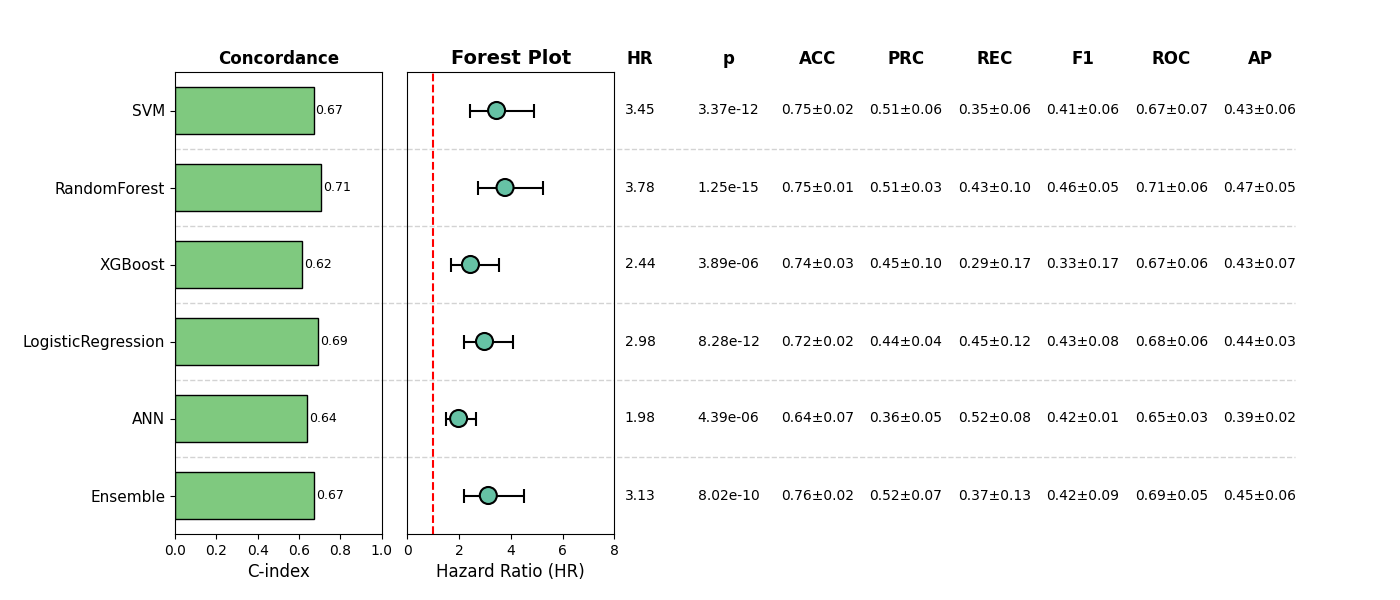 Concordance Forest Plot HR p ACC PRC REC F1 ROC AP
SVM 0.67 3.45 3.37e-12 0.75±0.02 0.51±0.06 0.35±0.06 0.41±0.06 0.67±0.07 0.43±0.06
RandomForest 0.71 3.78 1.25e-15 0.75±0.01 0.51±0.03 0.43±0.10 0.46±0.05 0.71±0.06 0.47±0.05
XGBoost 0.62 2.44 3.89e-06 0.74±0.03 0.45±0.10 0.29±0.17 0.33±0.17 0.67±0.06 0.43±0.07
LogisticRegression 0.69 2.98 8.28e-12 0.72±0.02 0.44±0.04 0.45±0.12 0.43±0.08 0.68±0.06 0.44±0.03
ANN 0.64 1.98 4.39e-06 0.64±0.07 0.36±0.05 0.52±0.08 0.42±0.01 0.65±0.03 0.39±0.02
Ensemble 0.67 3.13 8.02e-10 0.76±0.02 0.52±0.07 0.37±0.13 0.42±0.09 0.69±0.05 0.45±0.06
0.0 0.2 0.4 0.6 0.8 1.0 0 2 4 6 8
C-index Hazard Ratio (HR)